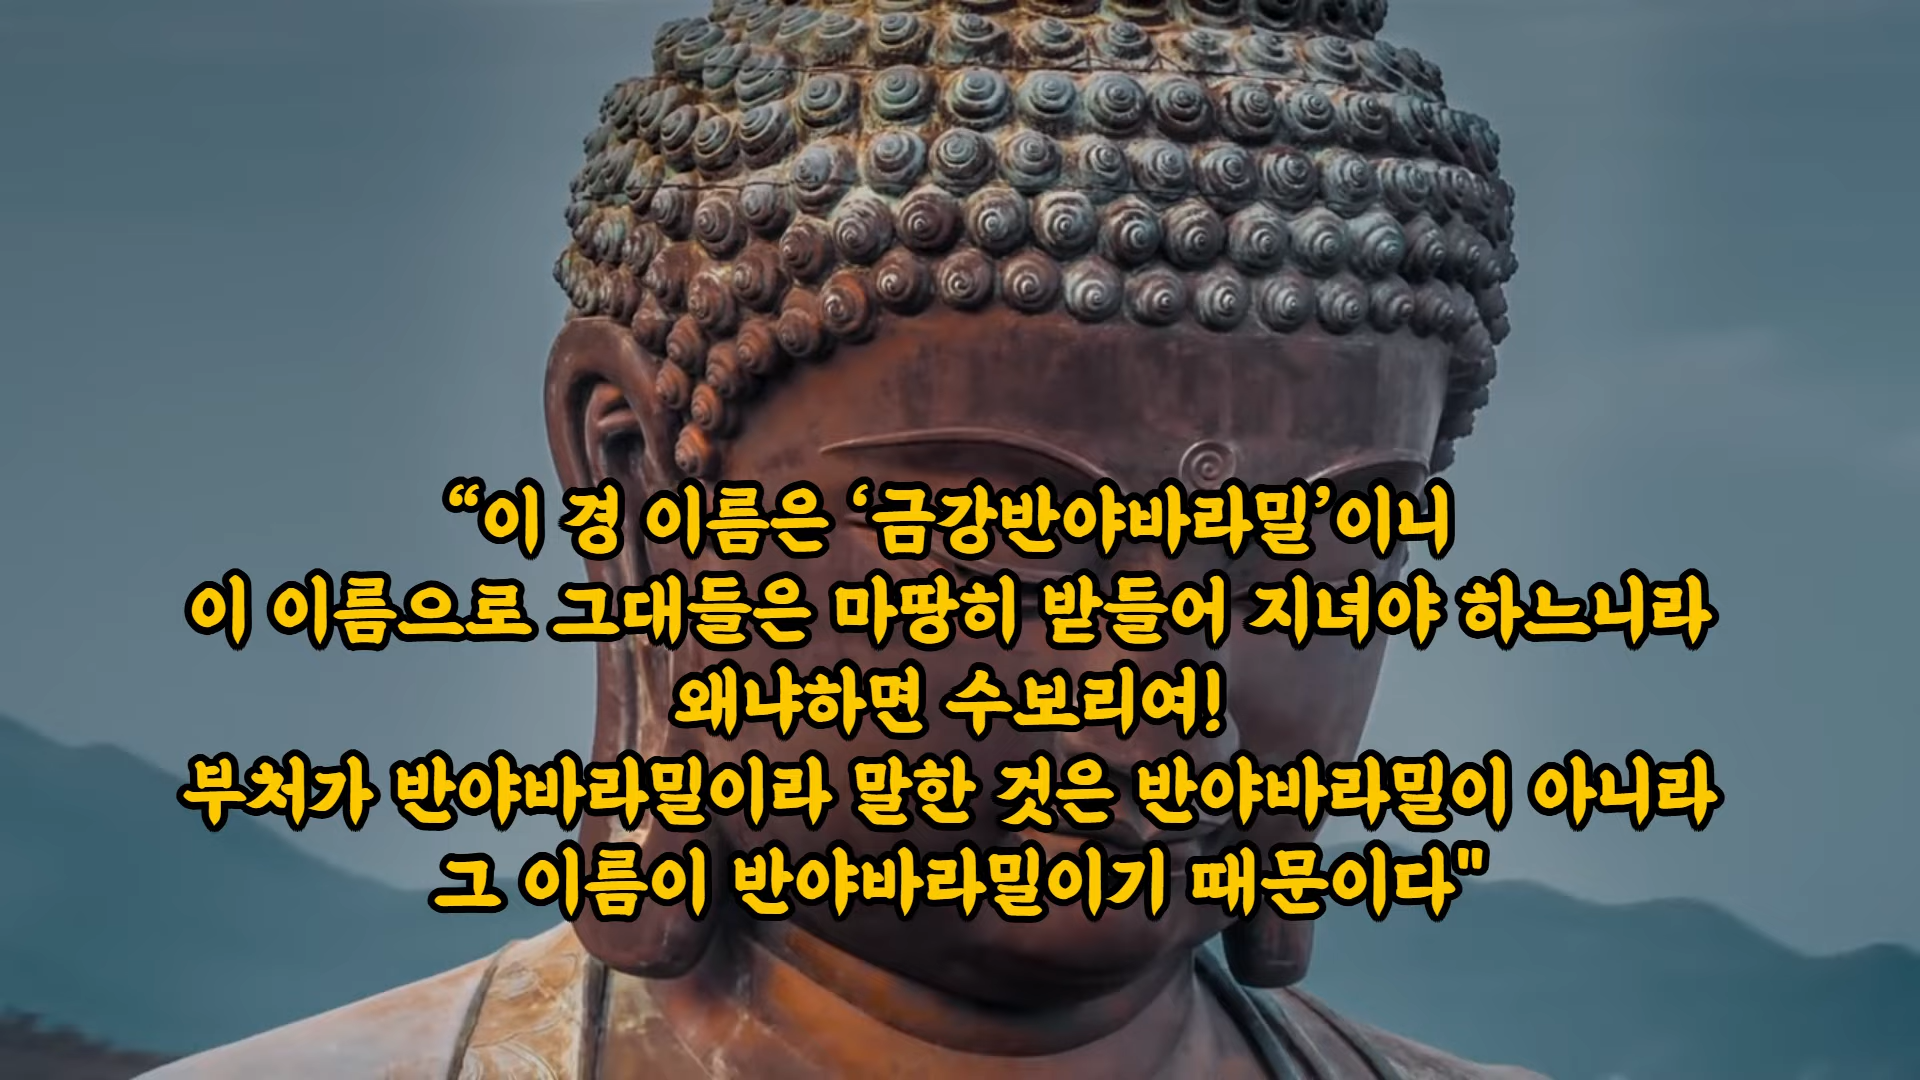 “이 경 이름은 ‘금강반야바라밀’이니
이 이름으로 그대들은 마땅히 받들어 지녀야 하느니라
왜냐하면 수보리여!
부처가 반야바라밀이라 말한 것은 반야바라밀이 아니라
그 이름이 반야바라밀이기 때문이다"